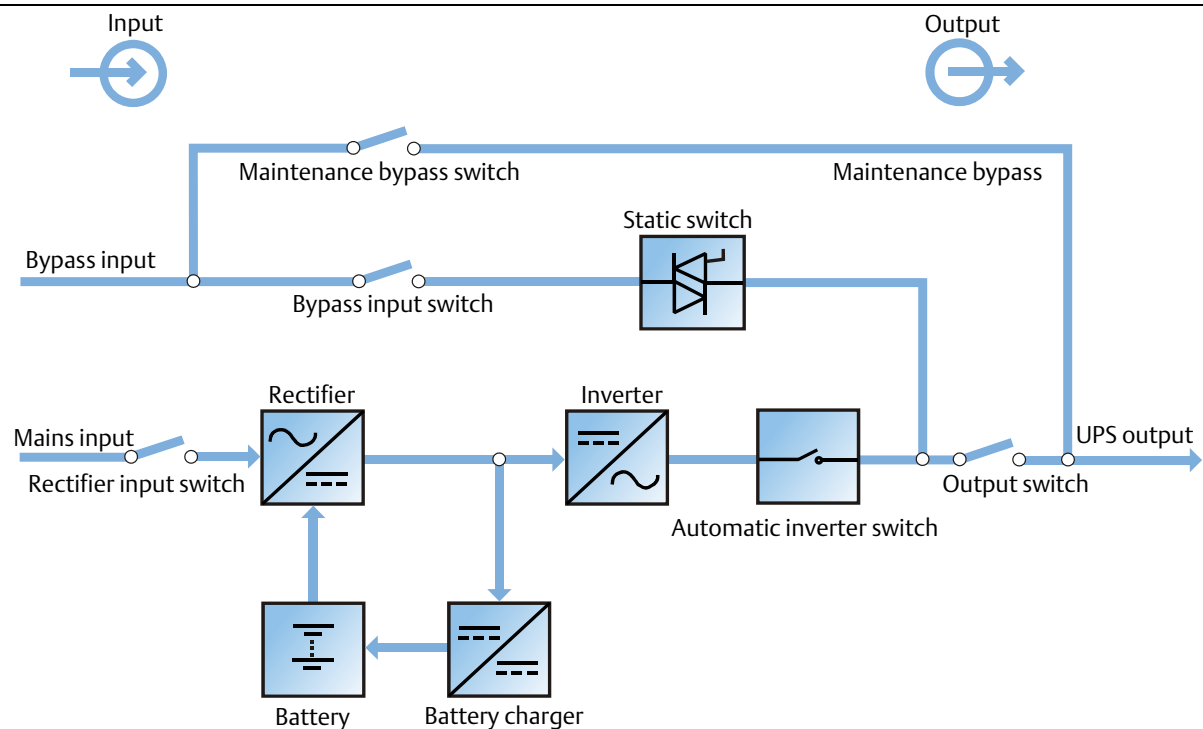 Input
Output
Maintenance bypass switch
Maintenance bypass
Static switch
Bypass input
Bypass input switch
Rectifier
Inverter
Mains input
UPS output
Rectifier input switch
Output switch
Automatic inverter switch
Battery
Battery charger